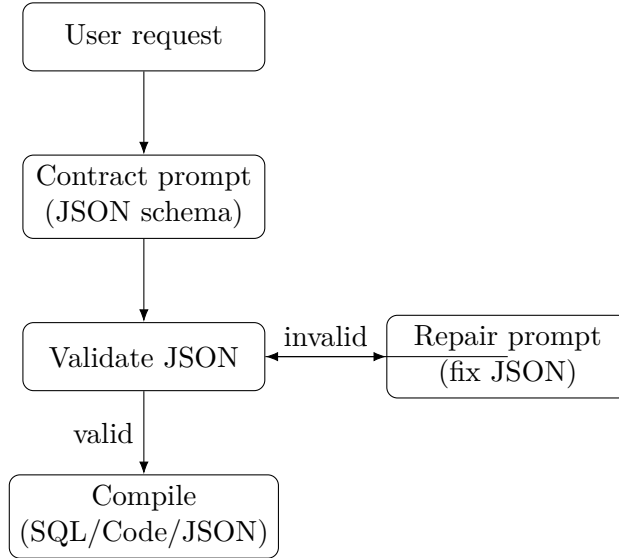 User request
Contract prompt
(JSON schema)
Validate JSON
invalid
Repair prompt
(fix JSON)
valid
Compile
(SQL/Code/JSON)